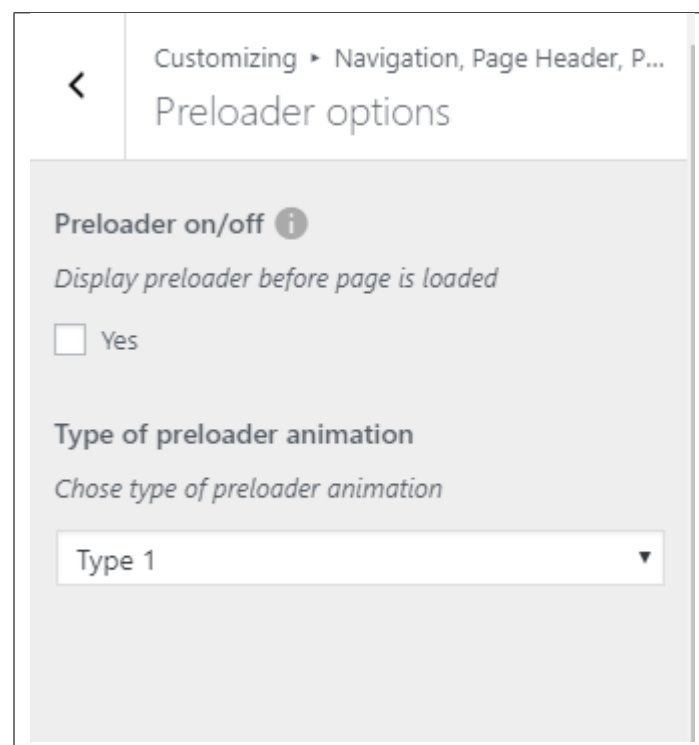 Customizing ▸ Navigation, Page Header, P...
Preloader options
Preloader on/off
Display preloader before page is loaded
Yes
Type of preloader animation
Chose type of preloader animation
Type 1